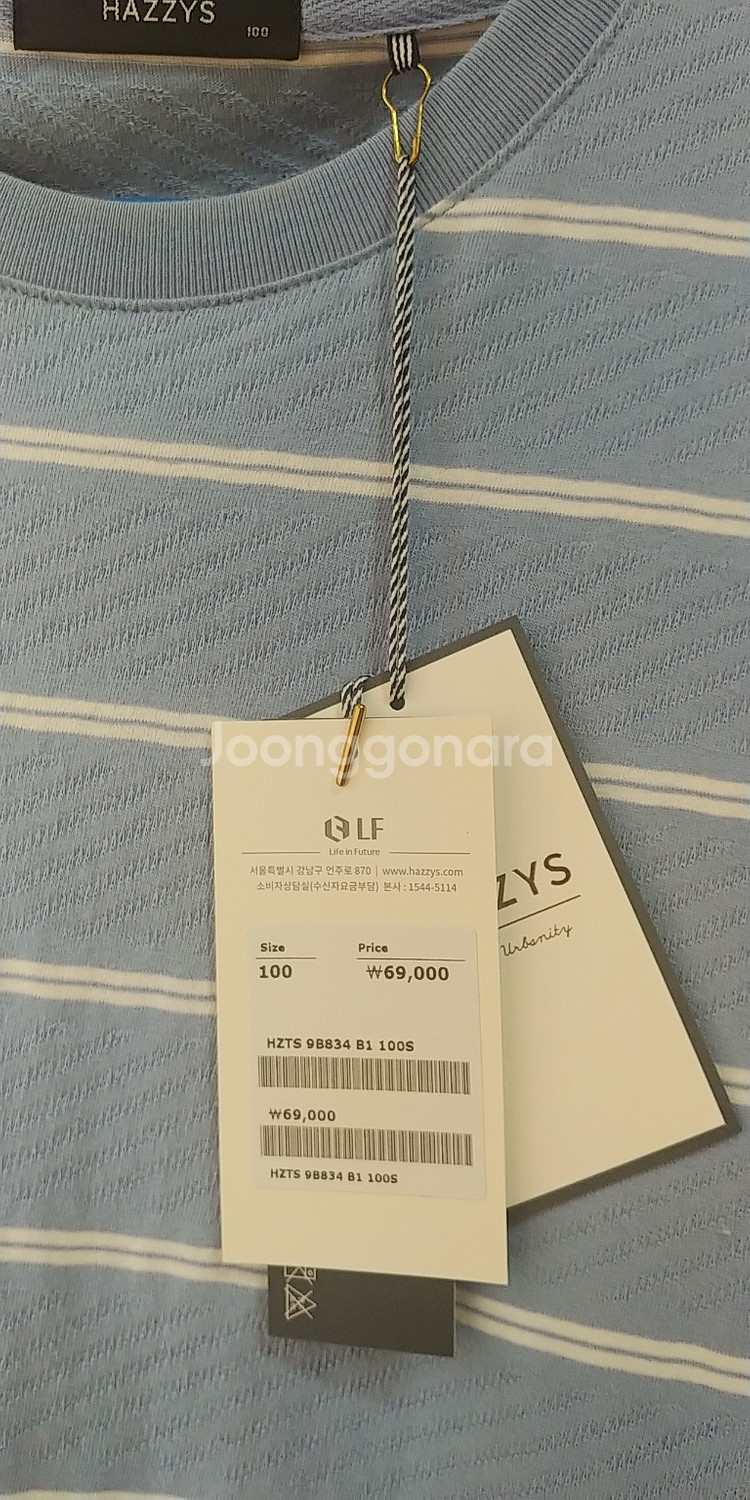 HAZZYS
100
Joonggonara
LF
Life in Future
서울특별시 강남구 언주로 870 | www.hazzys.com
소비자상담실(수신자요금부담) 본사 : 1544-5114
ZYS
Urbanity
Size
Price
100
₩69,000
HZTS 9B834 B1 100S
₩69,000
HZTS 9B834 B1 100S